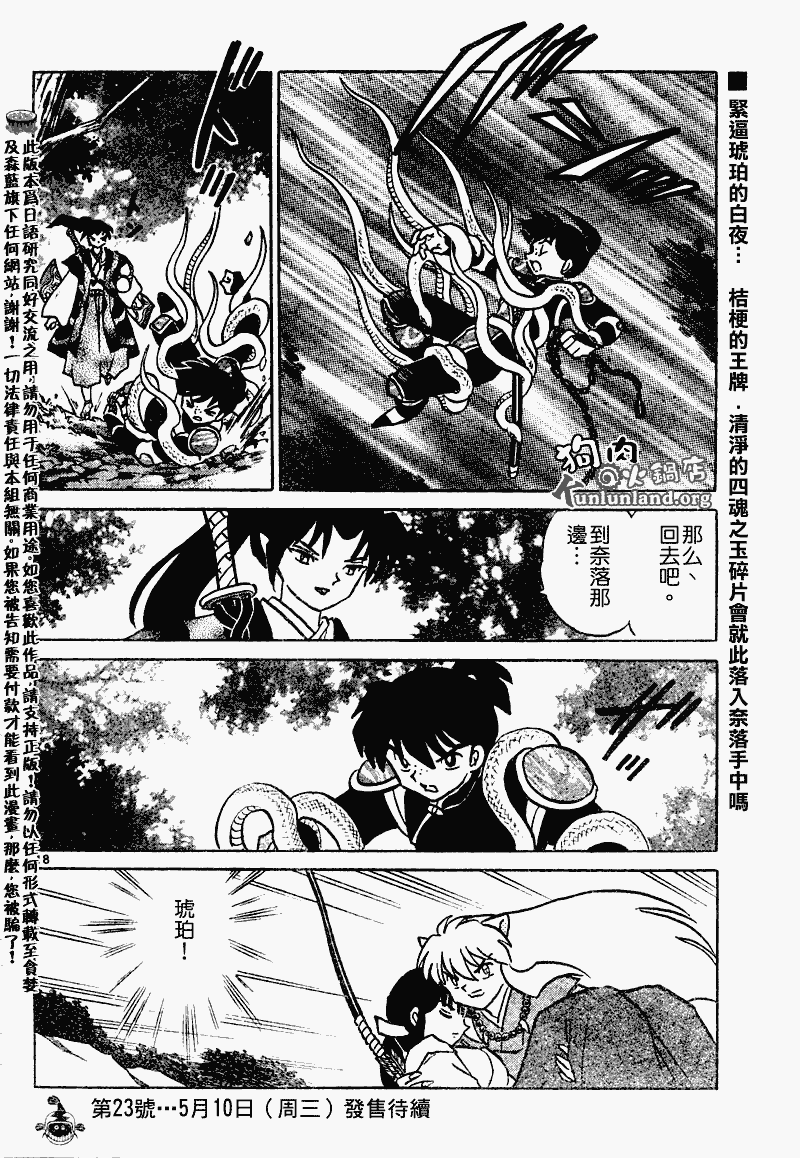 ■緊逼琥珀的白夜… 桔梗的王牌．清淨的四魂之玉碎片會就此落入奈落手中嗎
狗肉火鍋店
Kunlunland.org
那么、
回去吧。
到奈落那
邊…
8
琥珀！
此版本爲日語研究同好交流之用，請勿用于任何商業用途。如您喜歡此作品，請支持正版！請勿以任何形式轉載至貪婪
及森藍旗下任何網站，謝謝！一切法律責任與本組無關。如果您被告知需要付款才能看到此漫畫，那麼，您被騙了！
第23號…5月10日（周三）發售待續